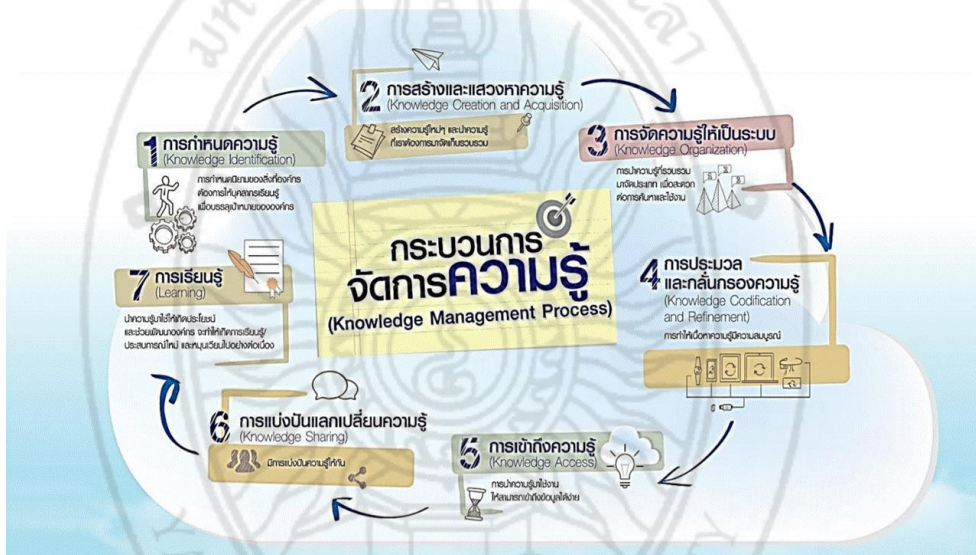 กระบวนการ
จัดการความรู้
(Knowledge Management Process)
1 การกำหนดความรู้
(Knowledge Identification)
การกำหนดนิยามของสิ่งที่องค์กร
ต้องการให้บุคลากรเรียนรู้
เพื่อบรรลุเป้าหมายขององค์กร
2 การสร้างและแสวงหาความรู้
(Knowledge Creation and Acquisition)
สร้างความรู้ใหม่ๆ และนำความรู้
ที่เราต้องการมาจัดเก็บรวบรวม
3 การจัดความรู้ให้เป็นระบบ
(Knowledge Organization)
การนำความรู้ที่รวบรวม
มาจัดประเภท เพื่อสะดวก
ต่อการค้นหาและใช้งาน
4 การประมวล
และกลั่นกรองความรู้
(Knowledge Codification
and Refinement)
การทำให้เนื้อหาความรู้มีความสมบูรณ์
5 การเข้าถึงความรู้
(Knowledge Access)
การนำความรู้มาใช้งาน
ให้สามารถเข้าถึงข้อมูลได้ง่าย
6 การแบ่งปันแลกเปลี่ยนความรู้
(Knowledge Sharing)
มีการแบ่งปันความรู้ให้กัน
7 การเรียนรู้
(Learning)
นำความรู้มาใช้ให้เกิดประโยชน์
และช่วยพัฒนาองค์กร จะทำให้เกิดการเรียนรู้/
ประสบการณ์ใหม่ และหมุนเวียนไปอย่างต่อเนื่อง